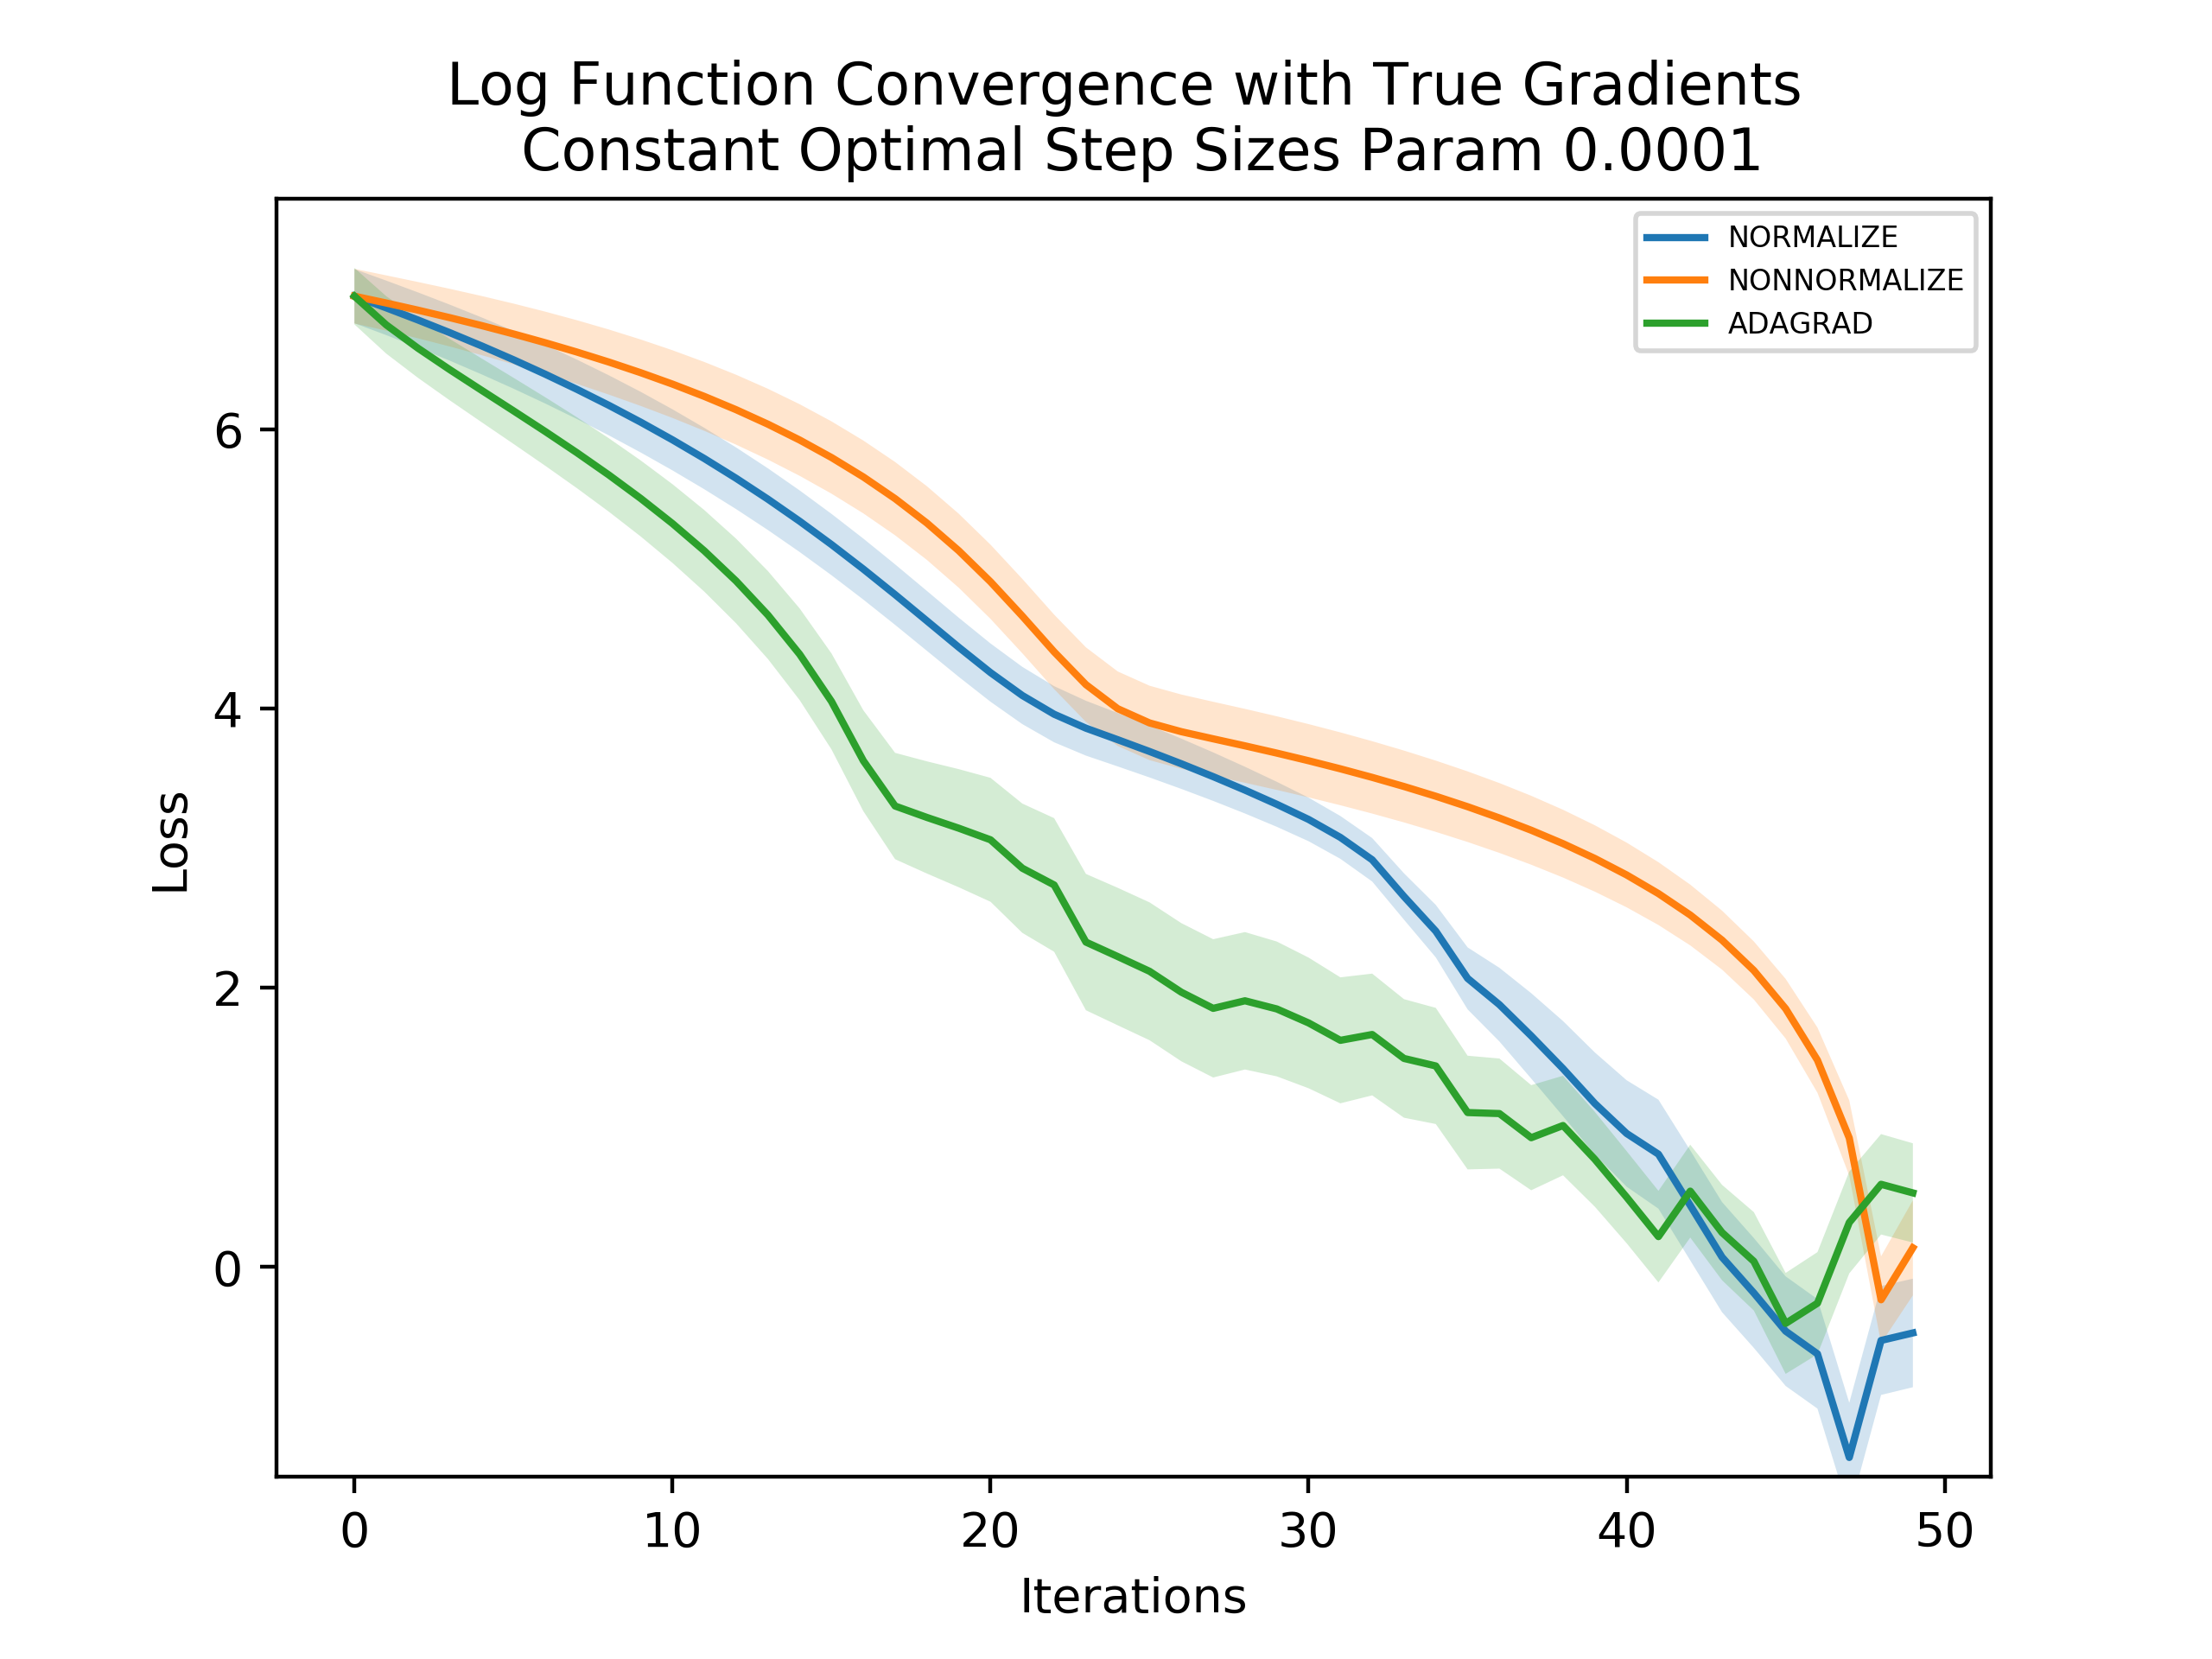 Log Function Convergence with True Gradients
Constant Optimal Step Sizes Param 0.0001
NORMALIZE
NONNORMALIZE
ADAGRAD
6
4
2
0
Loss
0 10 20 30 40 50
Iterations